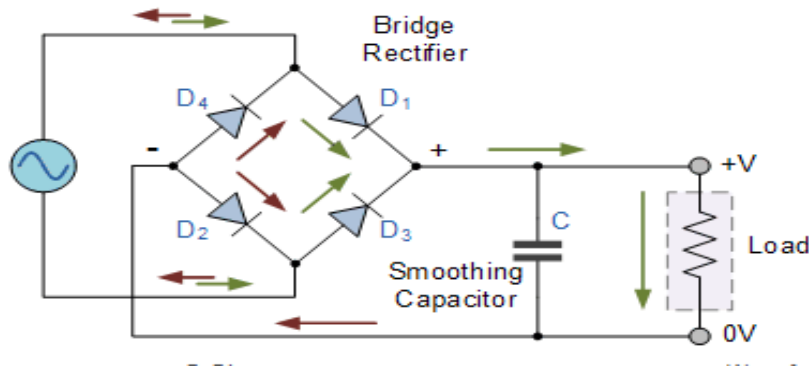 Bridge
Rectifier
D4
D1
-
+
+V
D2
D3
C
Load
Smoothing
Capacitor
0V